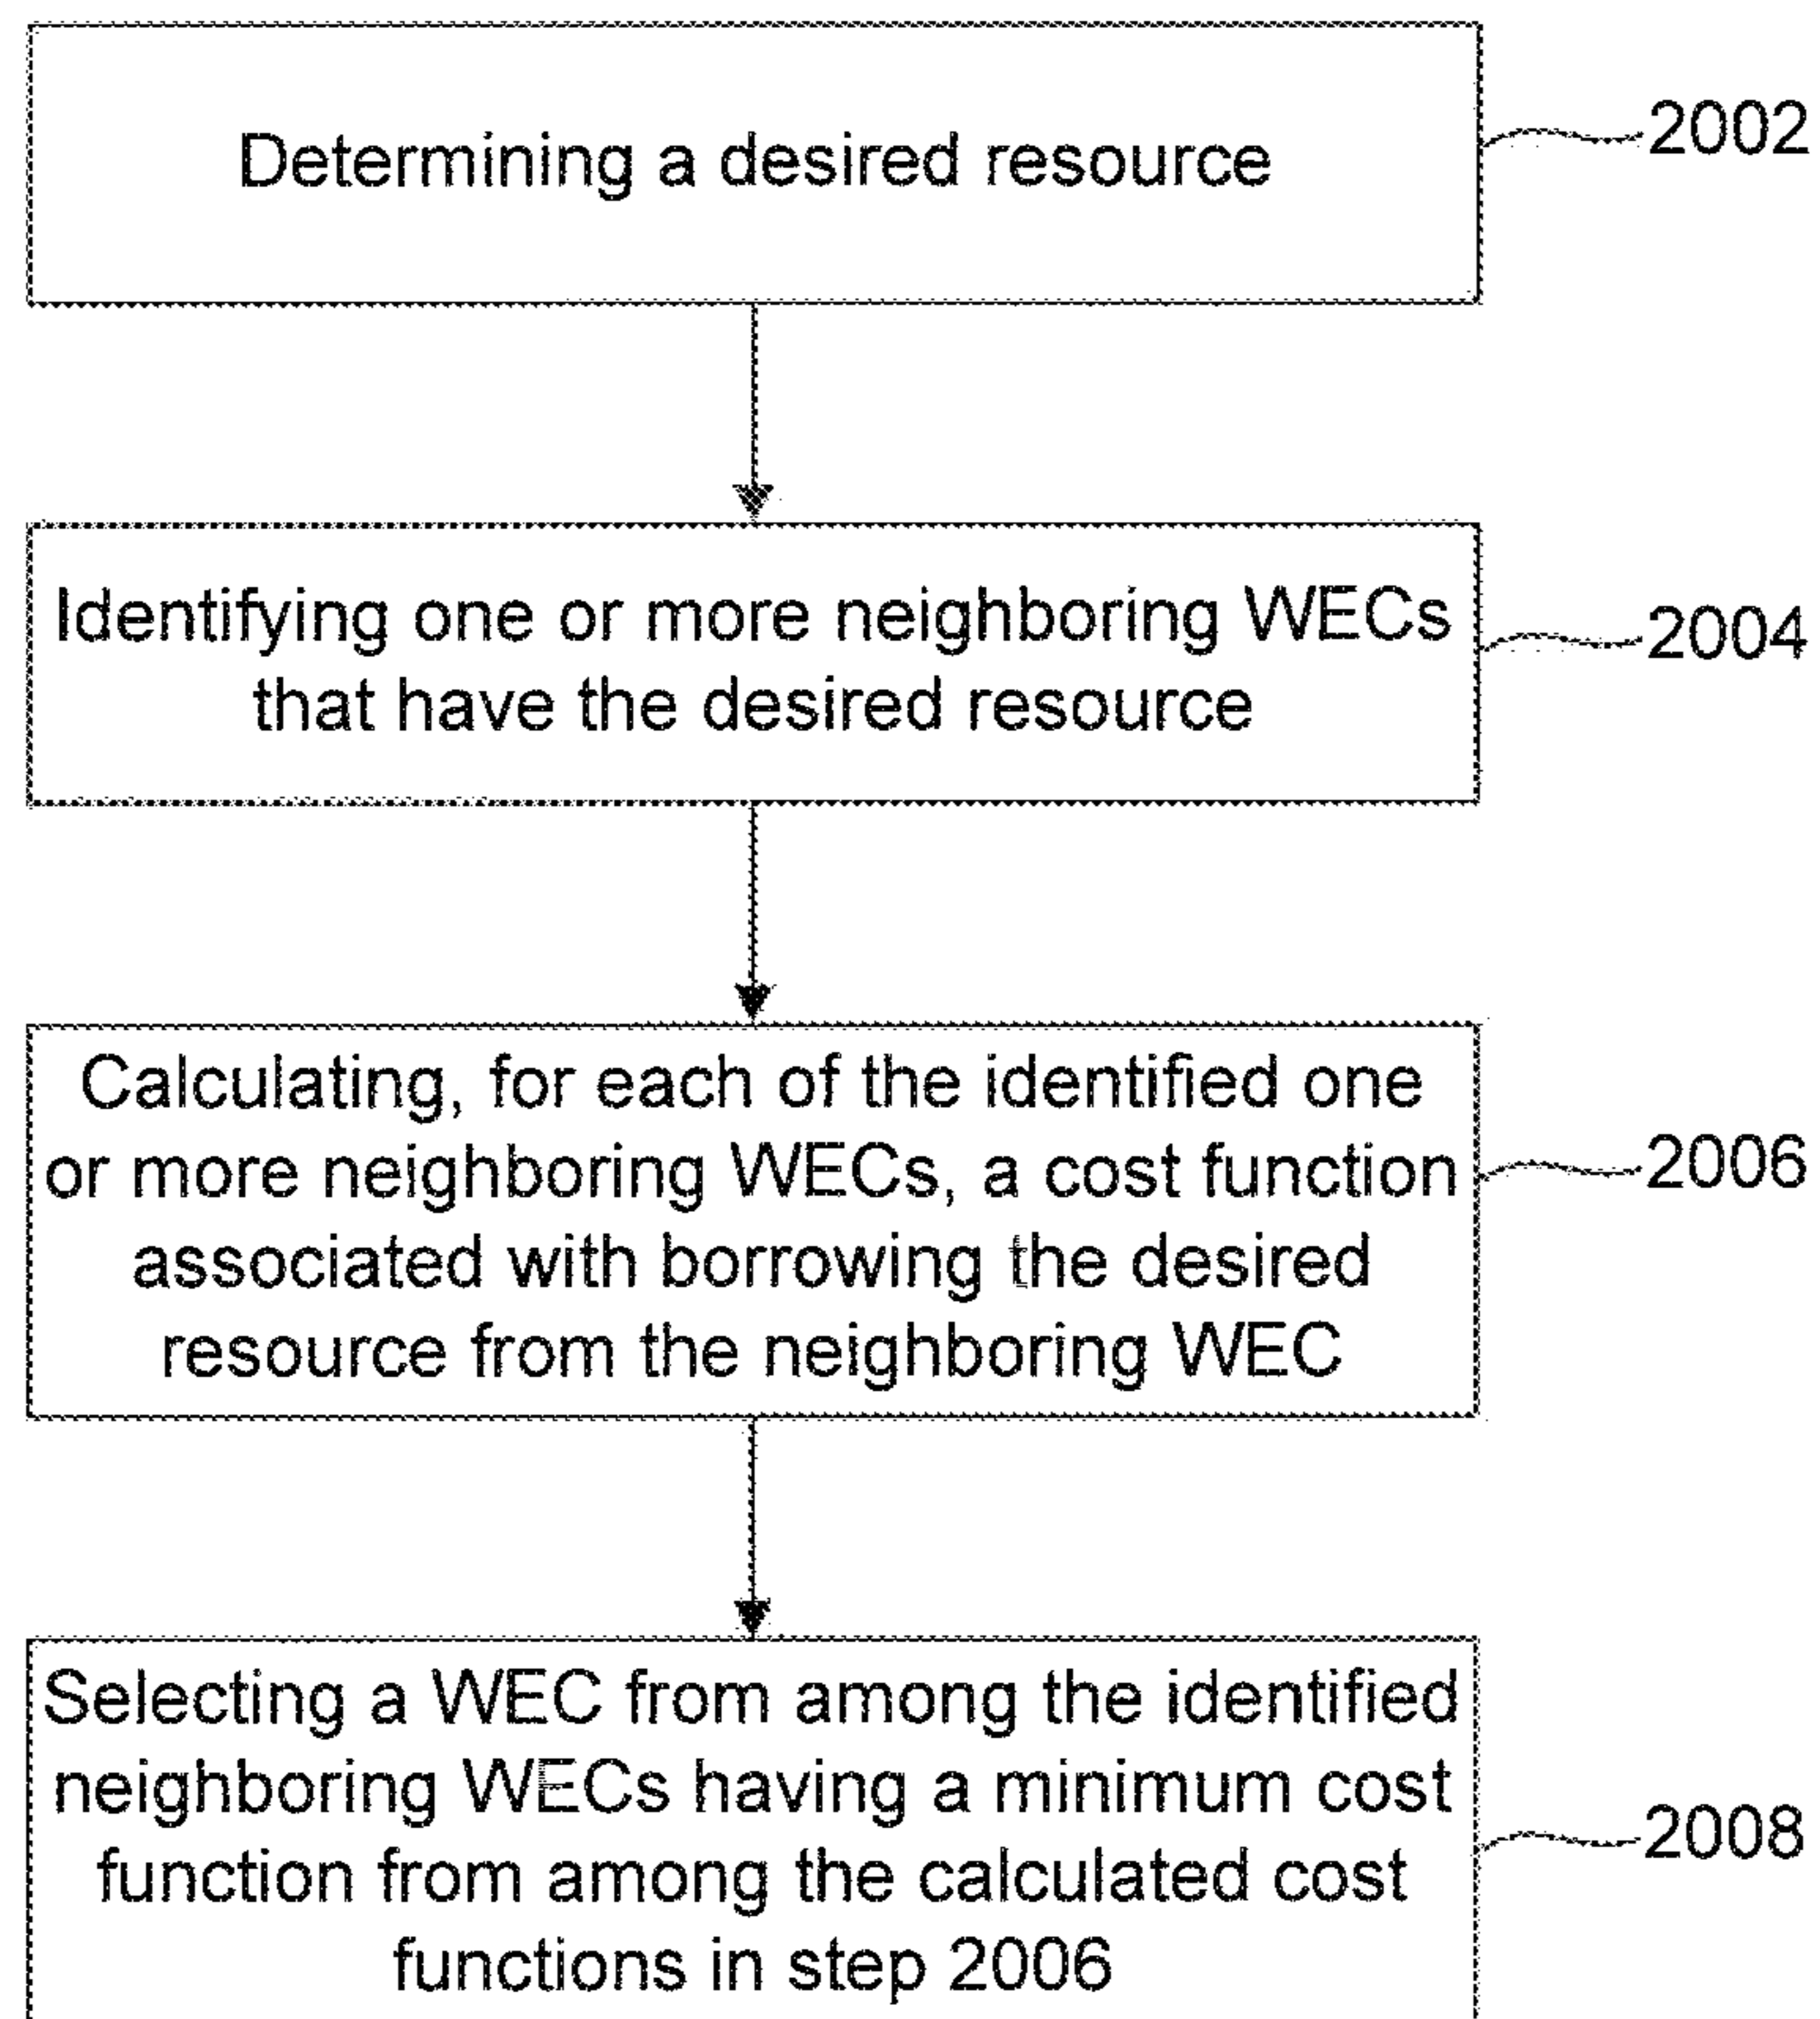 Determining a desired resource
2002
Identifying one or more neighboring WECs
that have the desired resource
2004
Calculating, for each of the identified one
or more neighboring WECs, a cost function
associated with borrowing the desired
resource from the neighboring WEC
2006
Selecting a WEC from among the identified
neighboring WECs having a minimum cost
function from among the calculated cost
functions in step 2006
2008